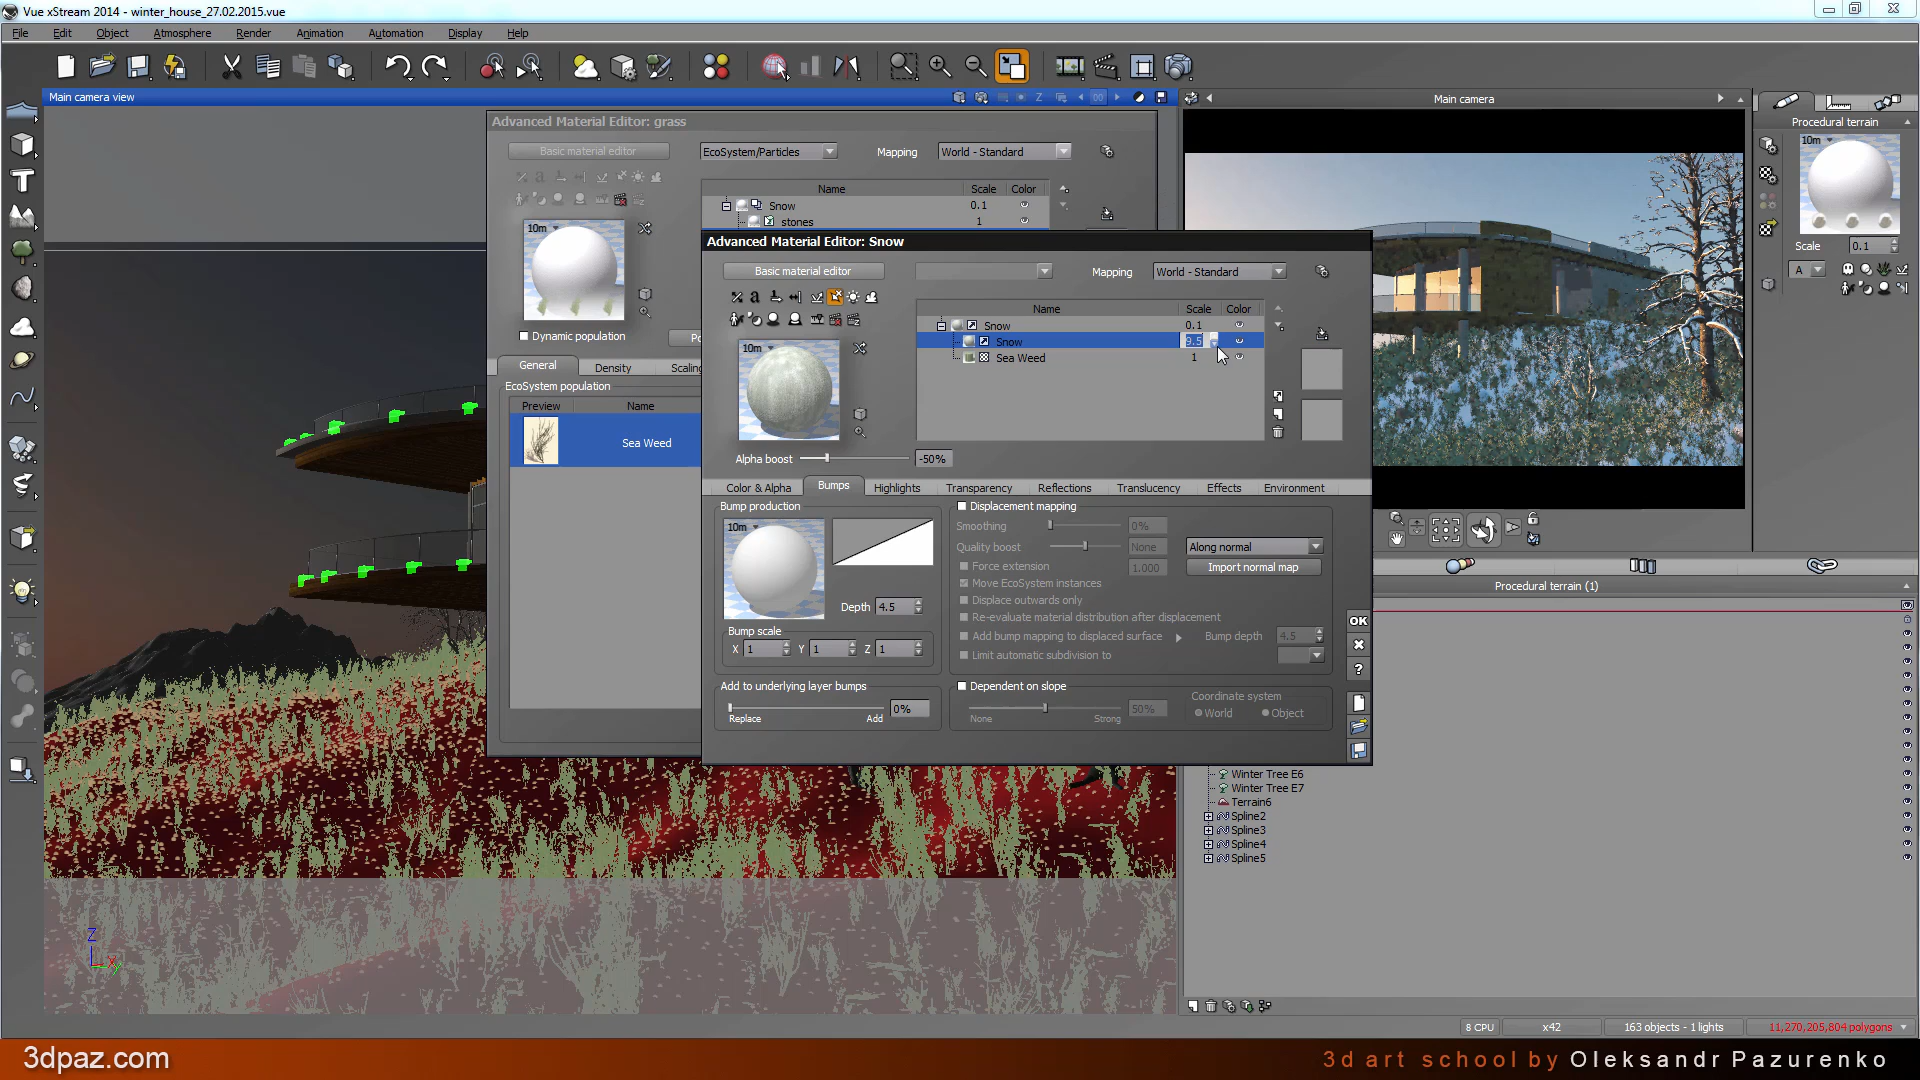 Vue xStream 2014 - winter_house_27.02.2015.vue
File Edit Object Atmosphere Render Animation Automation Display Help
Main camera view
Z
Main camera
Procedural terrain
10m
Scale 0.1
A
Advanced Material Editor: grass
Basic material editor
EcoSystem/Particles
Mapping
World - Standard
Name Scale Color
Snow 0.1
stones 1
10m
Dynamic population
General Density Scaling
EcoSystem population
Preview Name
Sea Weed
Advanced Material Editor: Snow
Basic material editor
Mapping
World - Standard
Name Scale Color
Snow 0.1
Snow 9.5
Sea Weed 1
10m
Alpha boost -50%
Color & Alpha Bumps Highlights Transparency Reflections Translucency Effects Environment
Bump production
10m
Depth 4.5
Bump scale
X 1 Y 1 Z 1
Add to underlying layer bumps
0%
Replace Add
Displacement mapping
Smoothing 0%
Quality boost None Along normal
Force extension 1.000 Import normal map
Move EcoSystem instances
Displace outwards only
Re-evaluate material distribution after displacement
Add bump mapping to displaced surface Bump depth 4.5
Limit automatic subdivision to
Dependent on slope
50%
None Strong
Coordinate system
World Object
OK
?
Procedural terrain (1)
Winter Tree E6
Winter Tree E7
Terrain6
Spline2
Spline3
Spline4
Spline5
Z
X
Y
8 CPU x42 163 objects - 1 lights 11,270,205,804 polygons
3dpaz.com
3d art school by Oleksandr Pazurenko